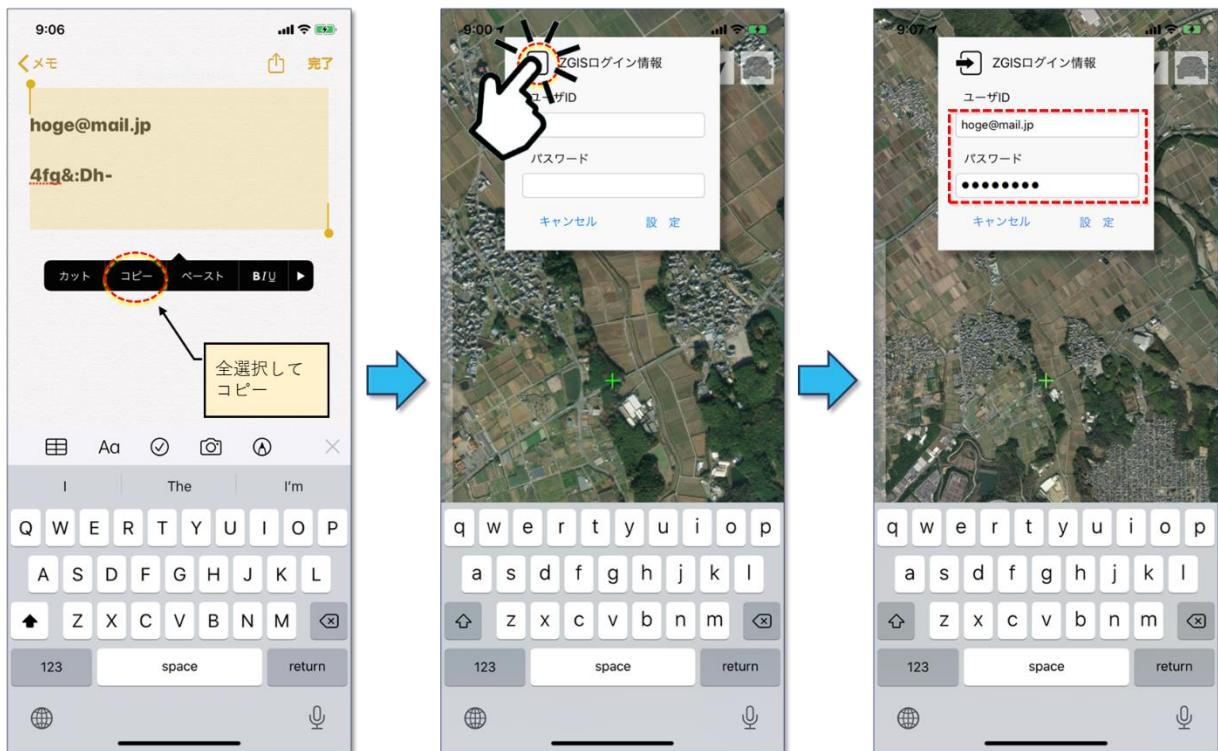 9:06
メモ
完了
hoge@mail.jp
4fg&:Dh-
カット コピー ペースト BIU
全選択して
コピー
Aa
I The I'm
Q W E R T Y U I O P
A S D F G H J K L
Z X C V B N M
123 space return
9:00
ZGISログイン情報
ユーザID
パスワード
キャンセル 設 定
q w e r t y u i o p
a s d f g h j k l
z x c v b n m
123 space return
9:07
ZGISログイン情報
ユーザID
hoge@mail.jp
パスワード
●●●●●●●●
キャンセル 設 定
q w e r t y u i o p
a s d f g h j k l
z x c v b n m
123 space return